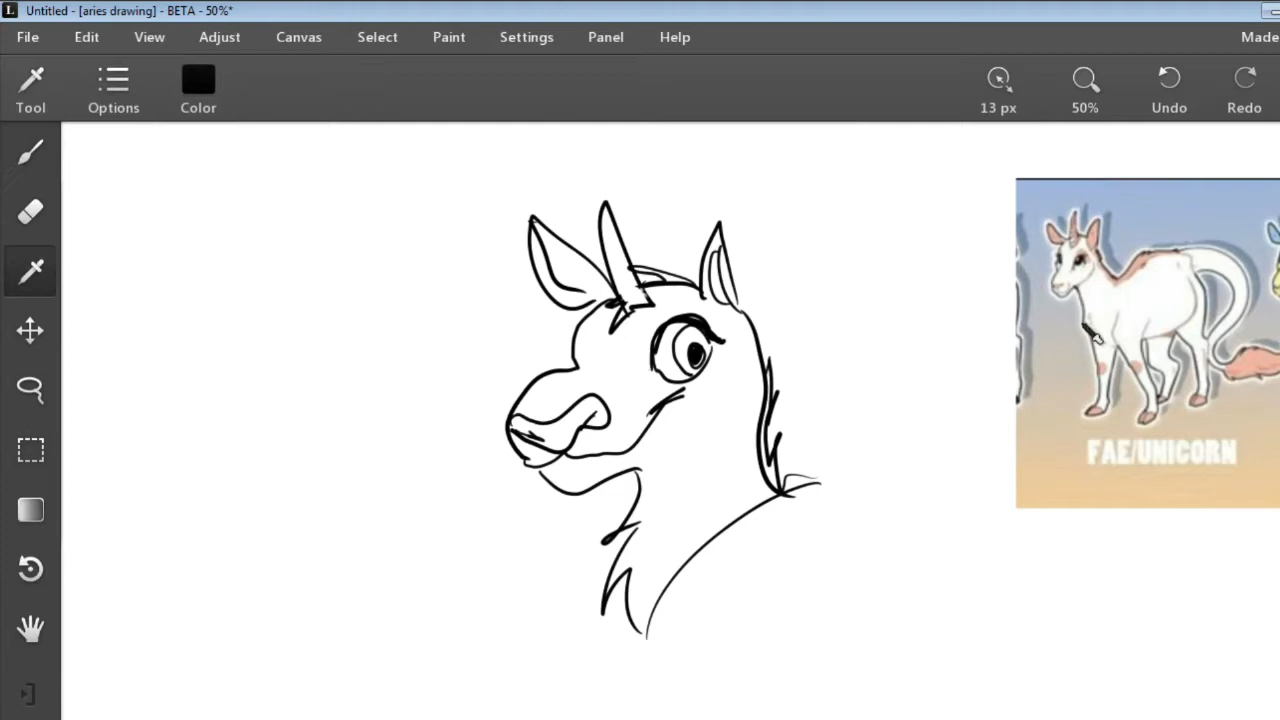 L Untitled - [aries drawing] - BETA - 50%*
File Edit View Adjust Canvas Select Paint Settings Panel Help Made
Tool Options Color 13 px 50% Undo Redo
FAE/UNICORN